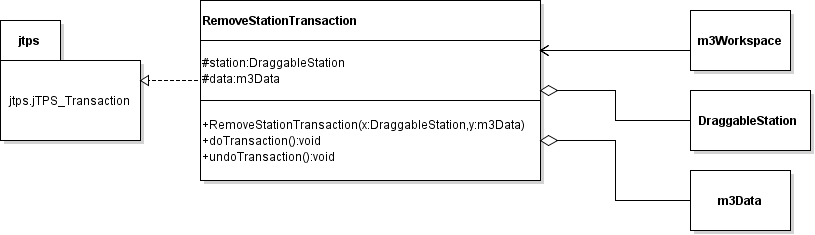 jtps
jtps.jTPS_Transaction
RemoveStationTransaction
#station:DraggableStation
#data:m3Data
+RemoveStationTransaction(x:DraggableStation,y:m3Data)
+doTransaction():void
+undoTransaction():void
m3Workspace
DraggableStation
m3Data